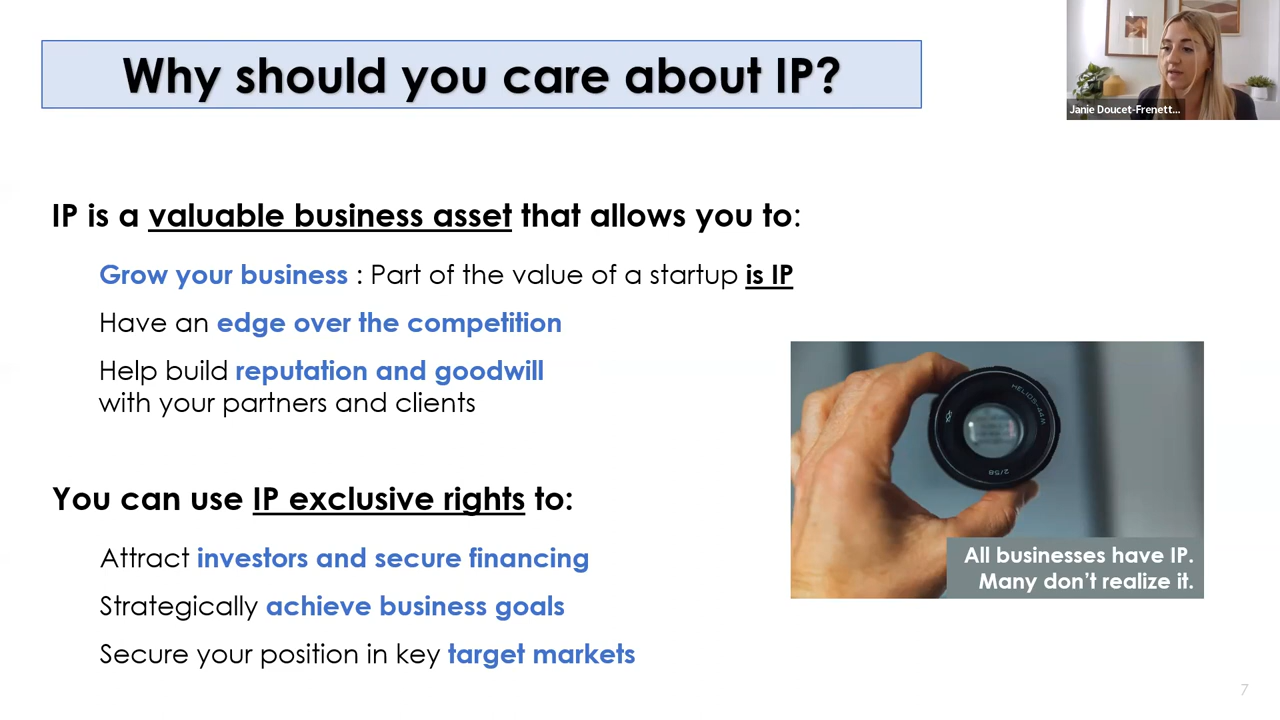 Why should you care about IP?
Janie Doucet-Frenett...
IP is a valuable business asset that allows you to:
Grow your business : Part of the value of a startup is IP
Have an edge over the competition
Help build reputation and goodwill
with your partners and clients
HELIOS-44M
2/58
All businesses have IP.
Many don't realize it.
You can use IP exclusive rights to:
Attract investors and secure financing
Strategically achieve business goals
Secure your position in key target markets
7